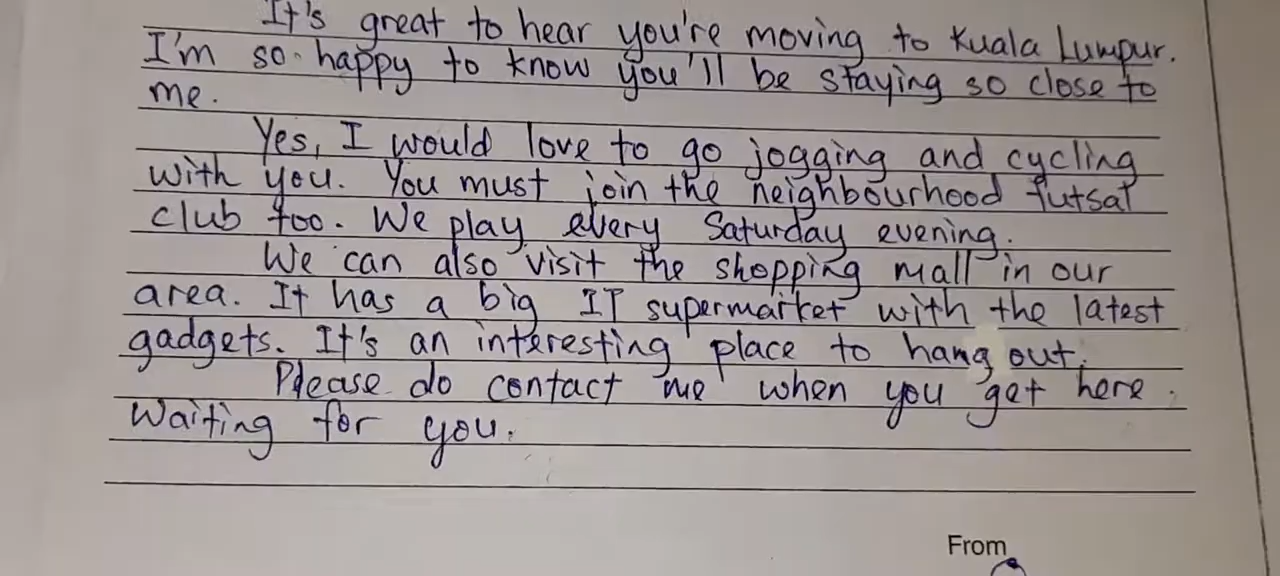 It's great to hear you're moving to Kuala Lumpur.
I'm so happy to know you'll be staying so close to
me.
Yes, I would love to go jogging and cycling
with you. You must join the neighbourhood futsal
club too. We play every Saturday evening.
We can also visit the shopping mall in our
area. It has a big IT supermarket with the latest
gadgets. It's an interesting place to hang out.
Please do contact me when you get here.
Waiting for you.
From